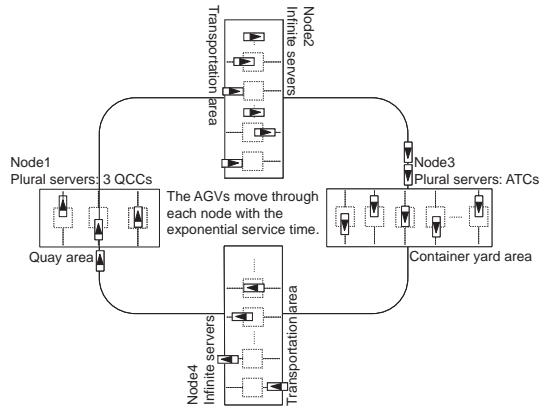 Node2
Infinite servers
Transportation area
Node1
Plural servers: 3 QCCs
Node3
Plural servers: ATCs
The AGVs move through
each node with the
exponential service time.
Quay area
Container yard area
Node4
Infinite servers
Transportation area